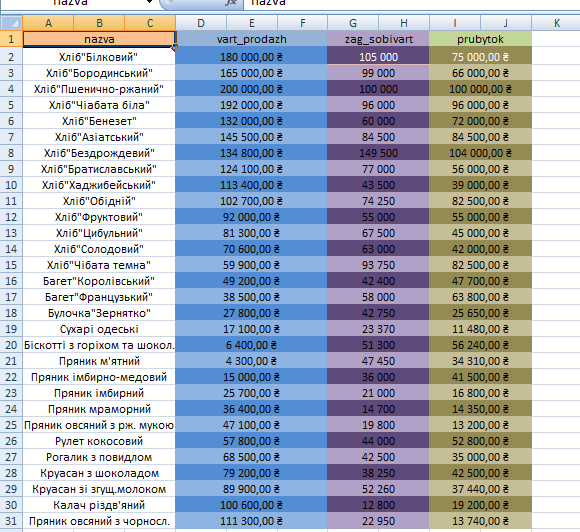 nazva nazva
A B C D E F G H I J K
1 nazva vart_prodazh zag_sobivart prubytok
2 Хліб"Білковий" 180 000,00 ₴ 105 000 75 000,00 ₴
3 Хліб"Бородинський" 165 000,00 ₴ 99 000 66 000,00 ₴
4 Хліб"Пшенично-ржаний" 200 000,00 ₴ 100 000 100 000,00 ₴
5 Хліб"Чіабата біла" 192 000,00 ₴ 96 000 96 000,00 ₴
6 Хліб"Бенезет" 132 000,00 ₴ 60 000 72 000,00 ₴
7 Хліб"Азіатський" 145 500,00 ₴ 84 500 84 500,00 ₴
8 Хліб"Бездрождевий" 134 800,00 ₴ 149 500 104 000,00 ₴
9 Хліб"Братиславський" 124 100,00 ₴ 77 000 56 000,00 ₴
10 Хліб"Хаджибейський" 113 400,00 ₴ 43 500 39 000,00 ₴
11 Хліб"Обідній" 102 700,00 ₴ 74 250 82 500,00 ₴
12 Хліб"Фруктовий" 92 000,00 ₴ 55 000 55 000,00 ₴
13 Хліб"Цибульний" 81 300,00 ₴ 67 500 45 000,00 ₴
14 Хліб"Солодовий" 70 600,00 ₴ 63 000 42 000,00 ₴
15 Хліб"Чібата темна" 59 900,00 ₴ 93 750 82 500,00 ₴
16 Багет"Королівський" 49 200,00 ₴ 42 400 47 700,00 ₴
17 Багет"Французький" 38 500,00 ₴ 58 000 63 800,00 ₴
18 Булочка"Зернятко" 27 800,00 ₴ 42 750 25 650,00 ₴
19 Сухарі одеські 17 100,00 ₴ 23 370 11 480,00 ₴
20 Біскотті з горіхом та шокол. 6 400,00 ₴ 51 300 56 240,00 ₴
21 Пряник м'ятний 4 300,00 ₴ 47 450 34 310,00 ₴
22 Пряник імбирно-медовий 15 000,00 ₴ 36 000 41 500,00 ₴
23 Пряник імбирний 25 700,00 ₴ 21 000 16 800,00 ₴
24 Пряник мраморний 36 400,00 ₴ 14 700 14 350,00 ₴
25 Пряник овсяний з рж. мукою 47 100,00 ₴ 19 800 13 200,00 ₴
26 Рулет кокосовий 57 800,00 ₴ 44 000 52 800,00 ₴
27 Рогалик з повидлом 68 500,00 ₴ 42 500 35 000,00 ₴
28 Круасан з шоколадом 79 200,00 ₴ 38 250 42 500,00 ₴
29 Круасан зі згущ.молоком 89 900,00 ₴ 52 260 37 440,00 ₴
30 Калач різдв'яний 100 600,00 ₴ 12 800 19 200,00 ₴
31 Пряник овсяний з чорносл. 111 300,00 ₴ 22 950 13 740,00 ₴